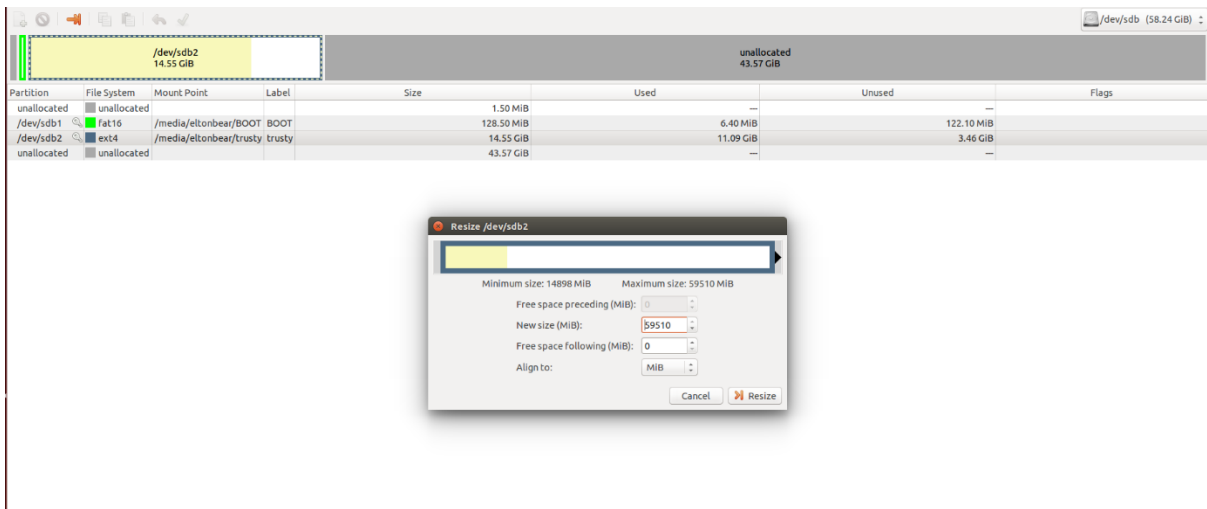 /dev/sdb (58.24 GiB)
/dev/sdb2
14.55 GiB
unallocated
43.57 GiB
Partition File System Mount Point Label Size Used Unused Flags
unallocated unallocated 1.50 MiB —
/dev/sdb1 fat16 /media/eltonbear/BOOT BOOT 128.50 MiB 6.40 MiB 122.10 MiB
/dev/sdb2 ext4 /media/eltonbear/trusty trusty 14.55 GiB 11.09 GiB 3.46 GiB
unallocated unallocated 43.57 GiB — —
Resize /dev/sdb2
Minimum size: 14898 MiB Maximum size: 59510 MiB
Free space preceding (MiB): 0
New size (MiB): 59510
Free space following (MiB): 0
Align to: MiB
Cancel Resize